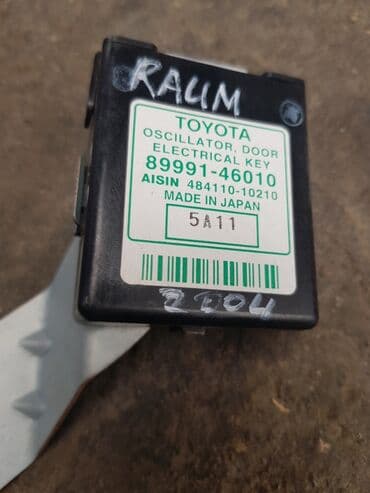 RAUM
TOYOTA
OSCILLATOR, DOOR
ELECTRICAL KEY
89991-46010
AISIN 484110-10210
MADE IN JAPAN
5A11
2004